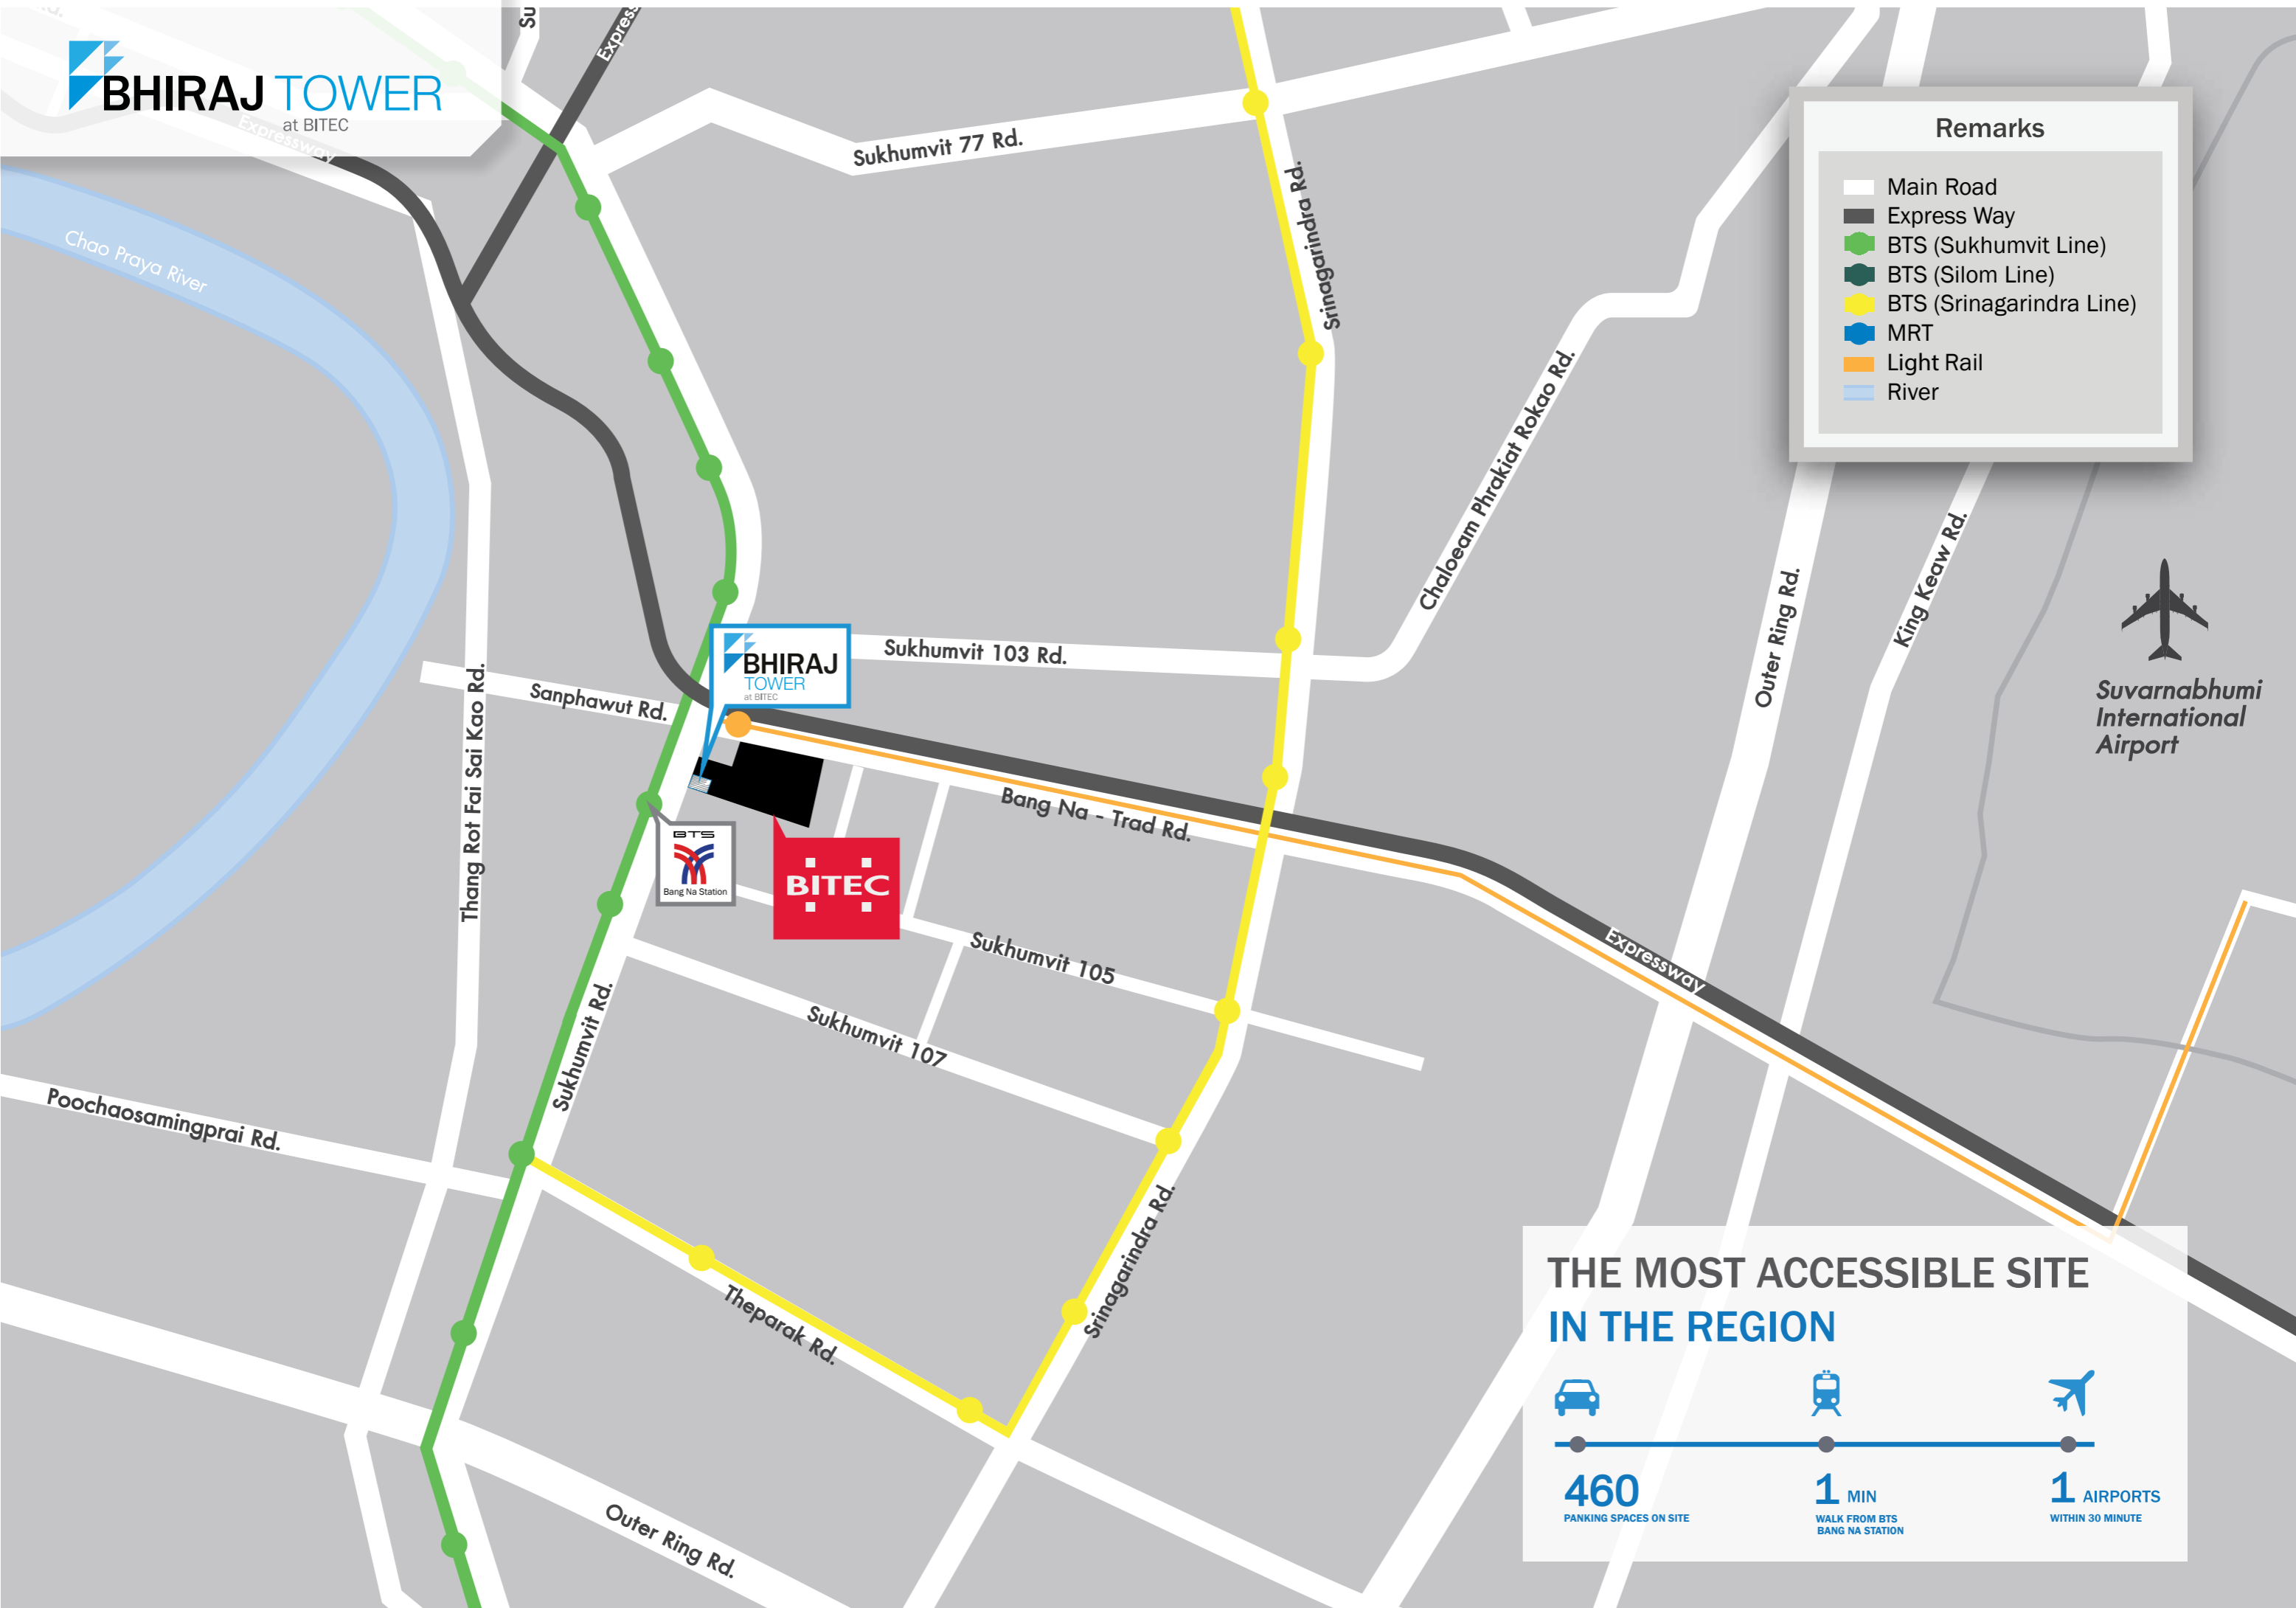 BHIRAJ TOWER
at BITEC
Expressway
Chao Praya River
Sukhumvit 77 Rd.
Srinagarindra Rd.
Remarks
Main Road
Express Way
BTS (Sukhumvit Line)
BTS (Silom Line)
BTS (Srinagarindra Line)
MRT
Light Rail
River
Chaloeam Phrakiat Rokao Rd.
Outer Ring Rd.
King Keaw Rd.
Suvarnabhumi
International
Airport
BHIRAJ
TOWER
at BITEC
Sukhumvit 103 Rd.
Sanphawut Rd.
Thang Rot Fai Sai Kao Rd.
Bang Na - Trad Rd.
BTS
Bang Na Station
BITEC
Sukhumvit 105
Expressway
Sukhumvit 107
Sukhumvit Rd.
Poochaosamingprai Rd.
Srinagarindra Rd.
Theparak Rd.
Outer Ring Rd.
THE MOST ACCESSIBLE SITE
IN THE REGION
460
PANKING SPACES ON SITE
1 MIN
WALK FROM BTS
BANG NA STATION
1 AIRPORTS
WITHIN 30 MINUTE